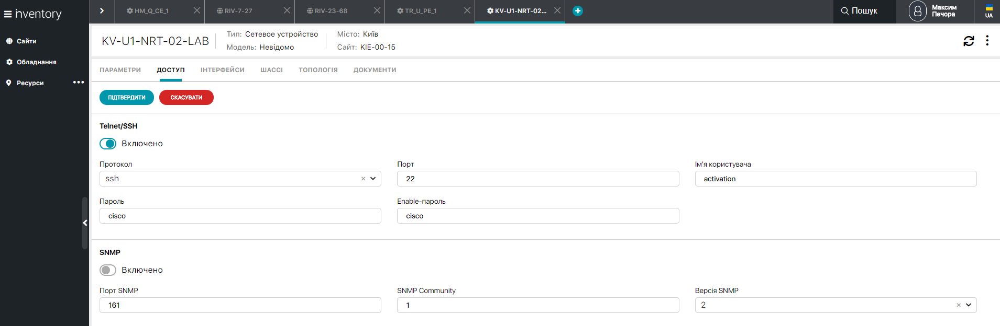 inventory
HM_Q_CE_1
RIV-7-27
RIV-23-68
TR_U_PE_1
KV-U1-NRT-02...
Пошук
Максим
Печора
UA
Сайти
Обладнання
Ресурси
KV-U1-NRT-02-LAB
Тип: Сетевое устройство
Модель: Невідомо
Місто: Київ
Сайт: KIE-00-15
ПАРАМЕТРИ
ДОСТУП
ІНТЕРФЕЙСИ
ШАССІ
ТОПОЛОГІЯ
ДОКУМЕНТИ
ПІДТВЕРДИТИ
СКАСУВАТИ
Telnet/SSH
Включено
Протокол
ssh
Порт
22
Ім'я користувача
activation
Пароль
cisco
Enable-пароль
cisco
SNMP
Включено
Порт SNMP
161
SNMP Community
1
Версія SNMP
2